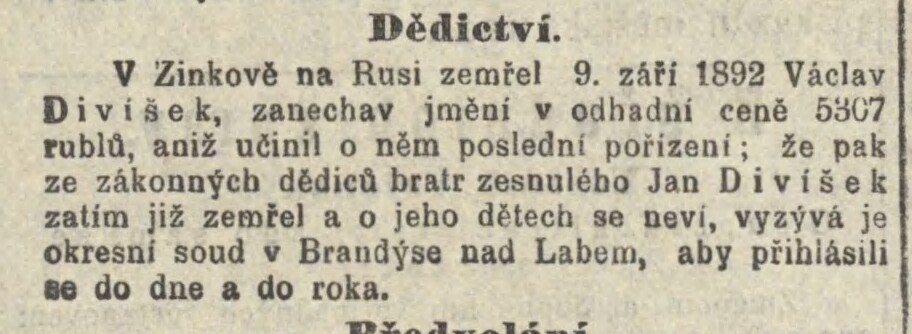 Dědictví.
V Zinkově na Rusi zemřel 9. září 1892 Václav
Divíšek, zanechav jmění v odhadní ceně 5307
rublů, aniž učinil o něm poslední pořízení; že pak
ze zákonných dědiců bratr zesnulého Jan Divíšek
zatím již zemřel a o jeho dětech se neví, vyzývá je
okresní soud v Brandýse nad Labem, aby přihlásili
se do dne a do roka.
Předvolání